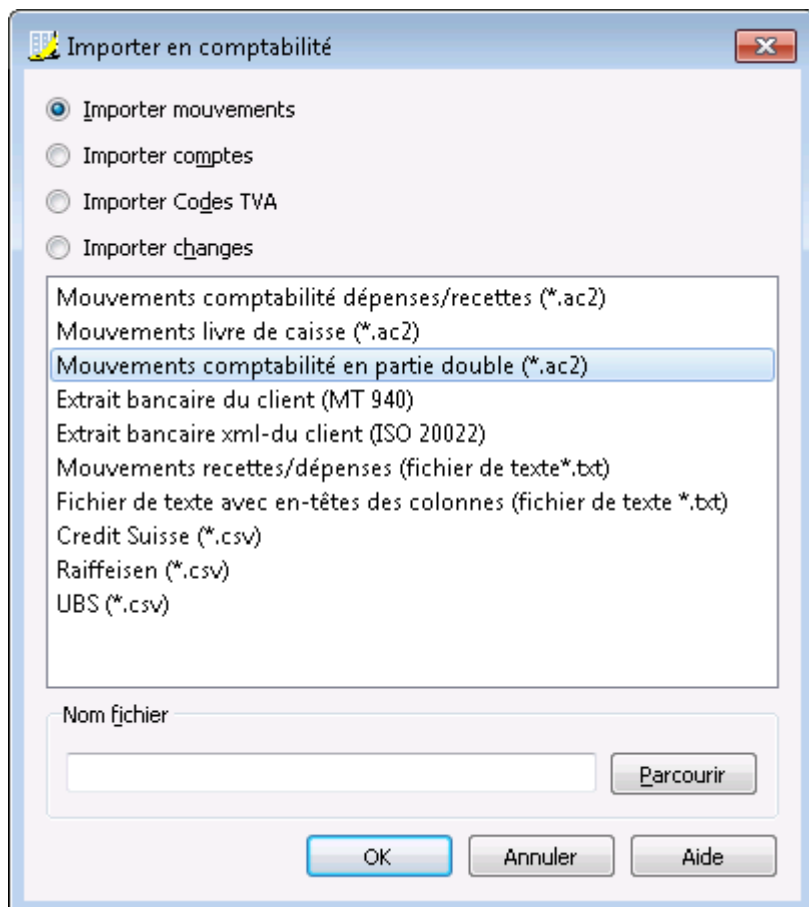 Importer en comptabilité
Importer mouvements
Importer comptes
Importer Codes TVA
Importer changes
Mouvements comptabilité dépenses/recettes (*.ac2)
Mouvements livre de caisse (*.ac2)
Mouvements comptabilité en partie double (*.ac2)
Extrait bancaire du client (MT 940)
Extrait bancaire xml-du client (ISO 20022)
Mouvements recettes/dépenses (fichier de texte*.txt)
Fichier de texte avec en-têtes des colonnes (fichier de texte *.txt)
Credit Suisse (*.csv)
Raiffeisen (*.csv)
UBS (*.csv)
Nom fichier
Parcourir
OK Annuler Aide